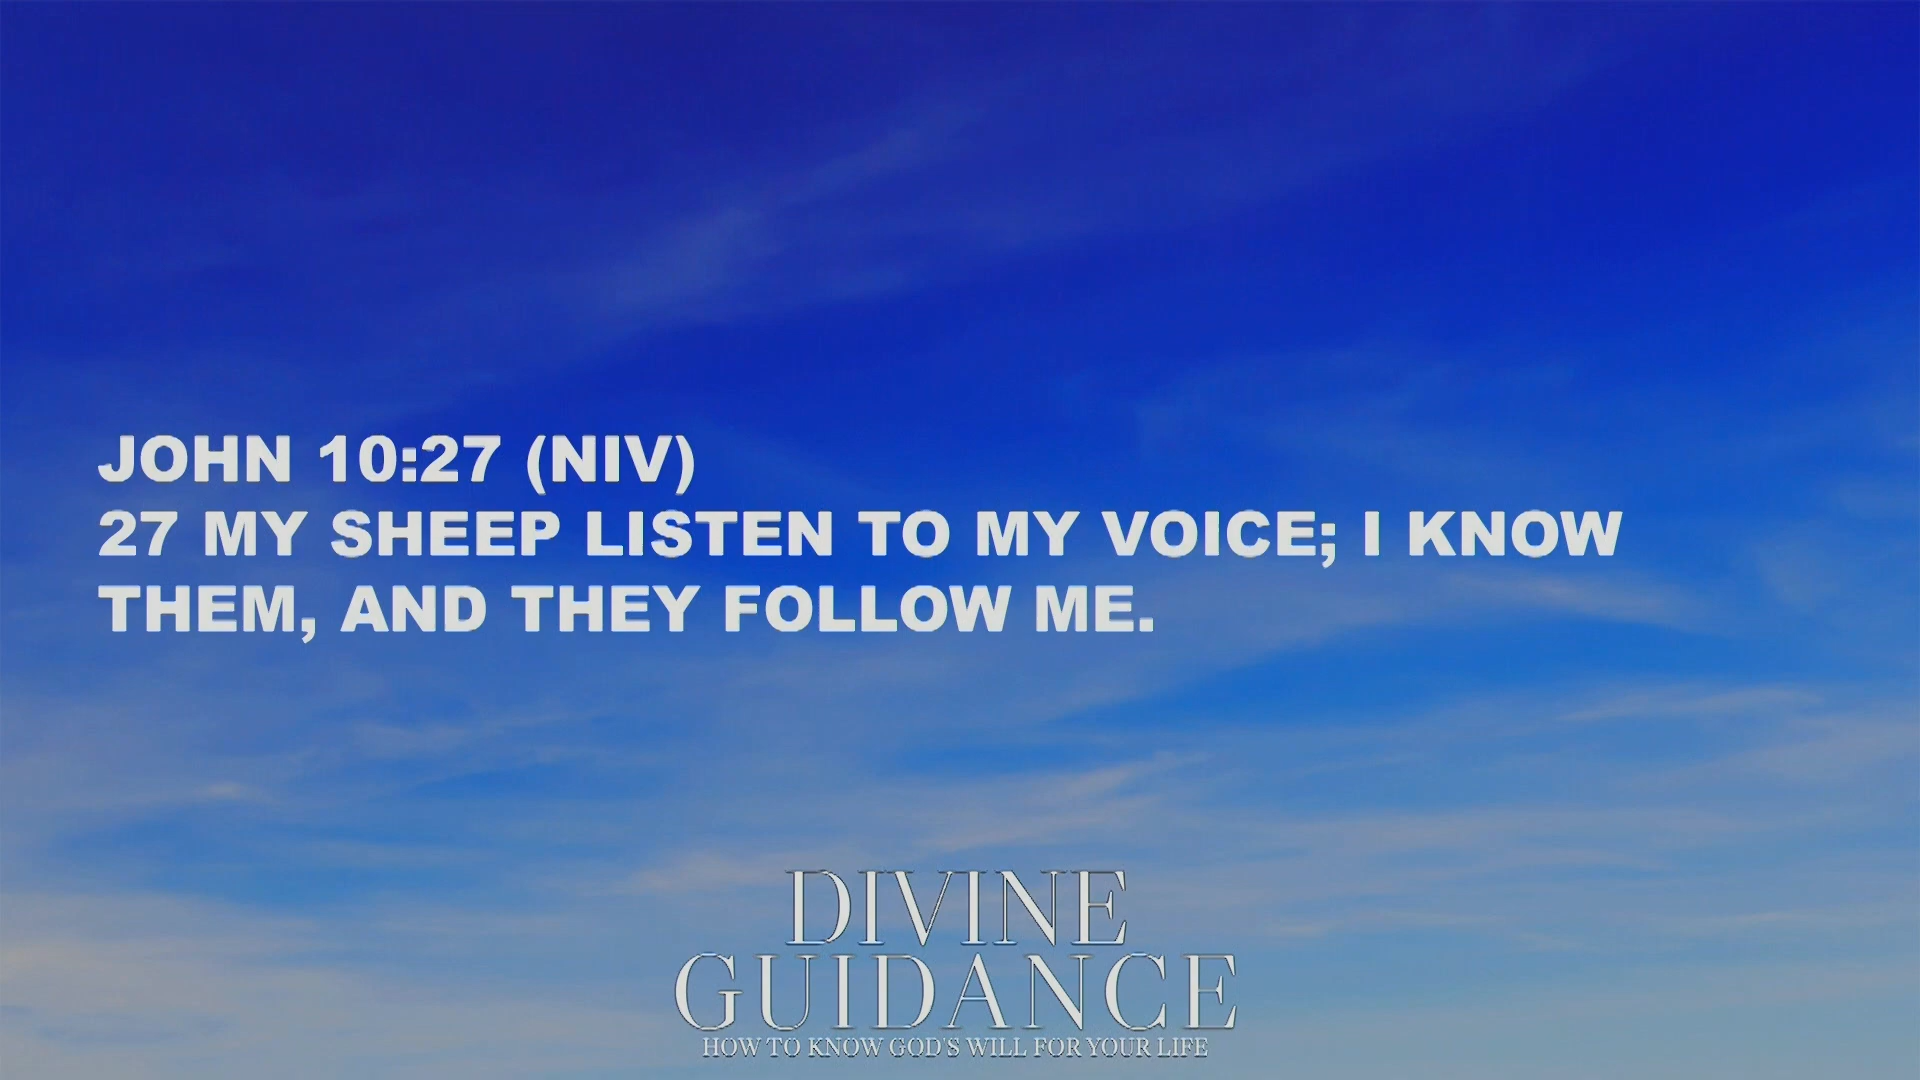 JOHN 10:27 (NIV)
27 MY SHEEP LISTEN TO MY VOICE; I KNOW
THEM, AND THEY FOLLOW ME.
DIVINE
GUIDANCE
HOW TO KNOW GOD'S WILL FOR YOUR LIFE